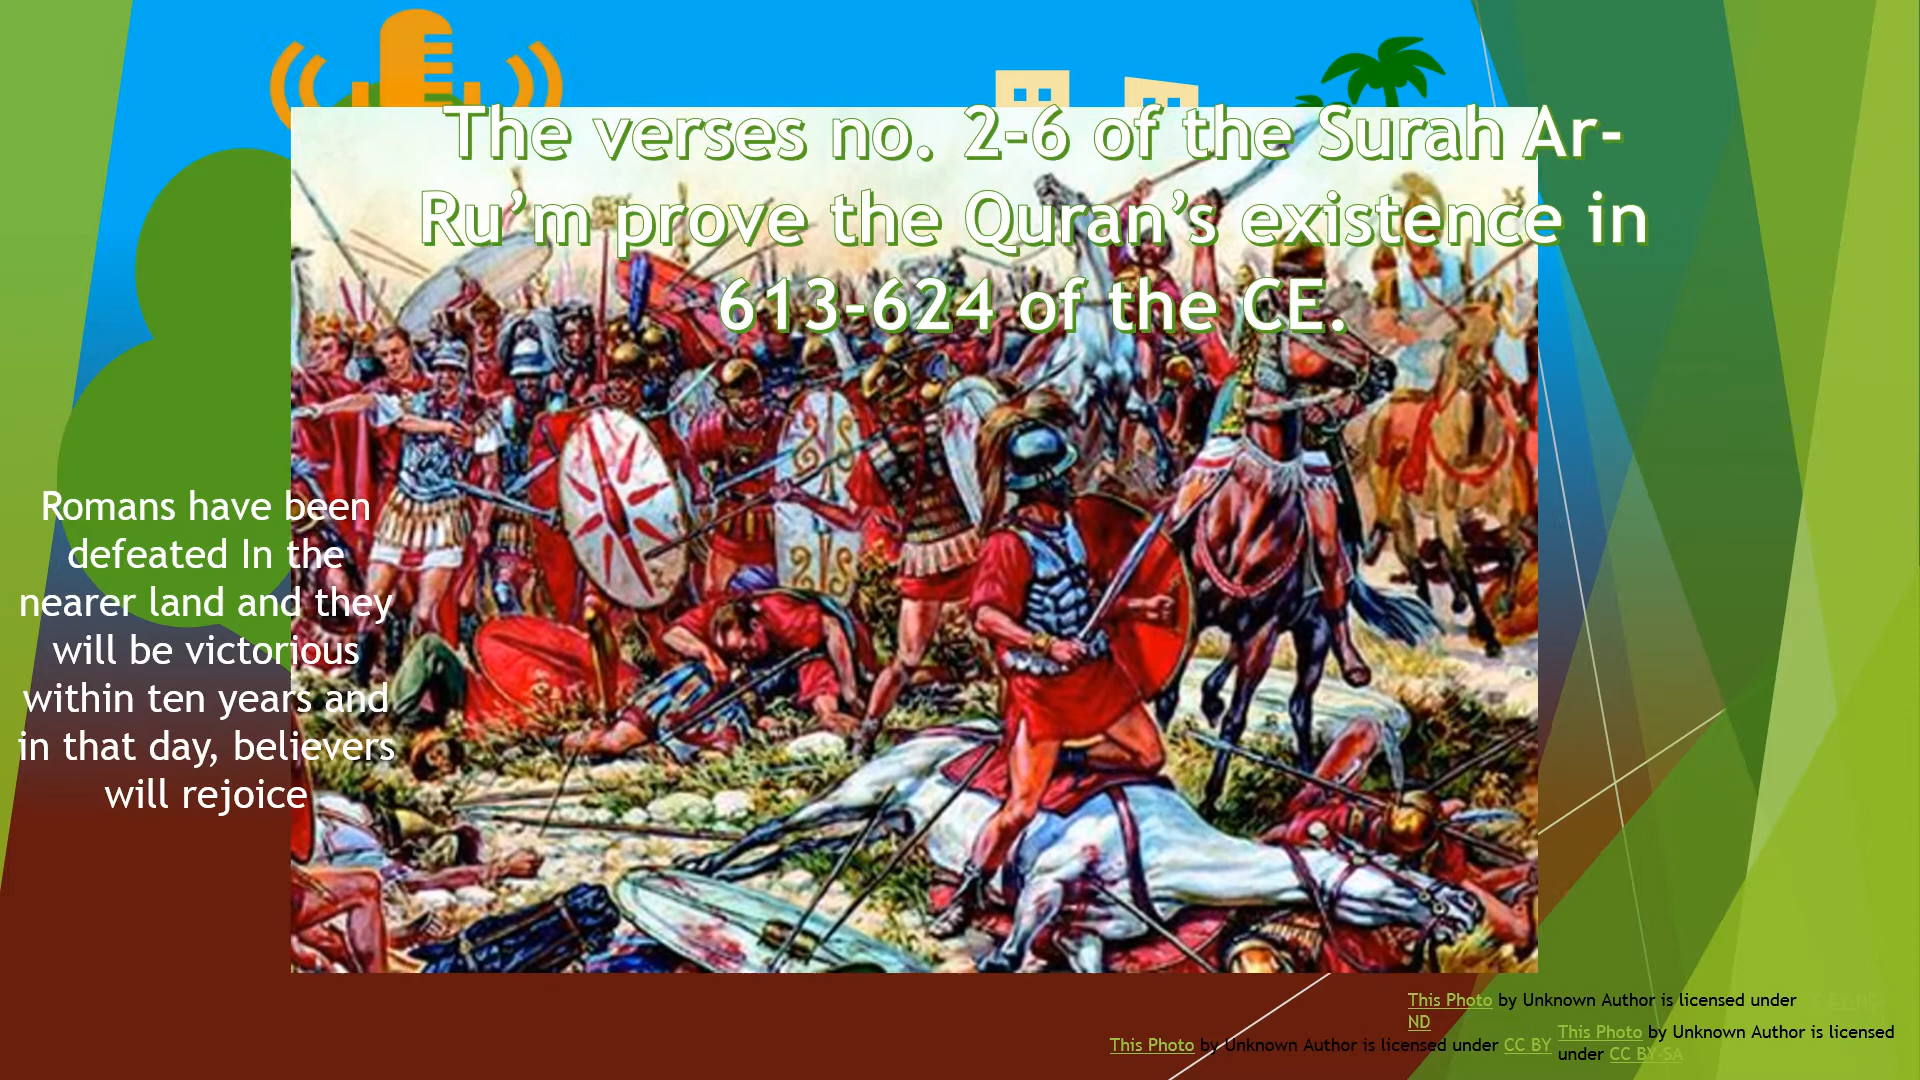 The verses no. 2-6 of the Surah Ar-
Ru’m prove the Quran’s existence in
613-624 of the CE.
Romans have been
defeated In the
nearer land and they
will be victorious
within ten years and
in that day, believers
will rejoice
This Photo by Unknown Author is licensed under
ND
This Photo by Unknown Author is licensed under CC BY
This Photo by Unknown Author is licensed
under CC BY-SA